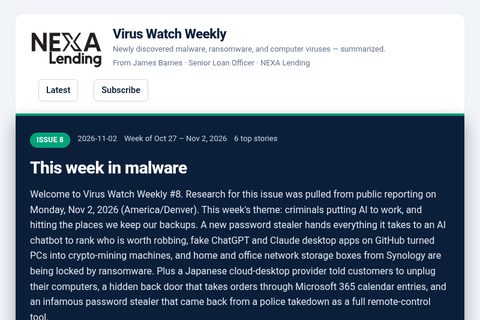 NEXA
Lending
Virus Watch Weekly
Newly discovered malware, ransomware, and computer viruses — summarized.
From James Barnes · Senior Loan Officer · NEXA Lending
Latest
Subscribe
ISSUE 8
2026-11-02 Week of Oct 27 – Nov 2, 2026 6 top stories
This week in malware
Welcome to Virus Watch Weekly #8. Research for this issue was pulled from public reporting on
Monday, Nov 2, 2026 (America/Denver). This week's theme: criminals putting AI to work, and
hitting the places we keep our backups. A new password stealer hands everything it takes to an AI
chatbot to rank who is worth robbing, fake ChatGPT and Claude desktop apps on GitHub turned
PCs into crypto-mining machines, and home and office network storage boxes from Synology are
being locked by ransomware. Plus a Japanese cloud-desktop provider told customers to unplug
their computers, a hidden back door that takes orders through Microsoft 365 calendar entries, and
an infamous password stealer that came back from a police takedown as a full remote-control
tool.